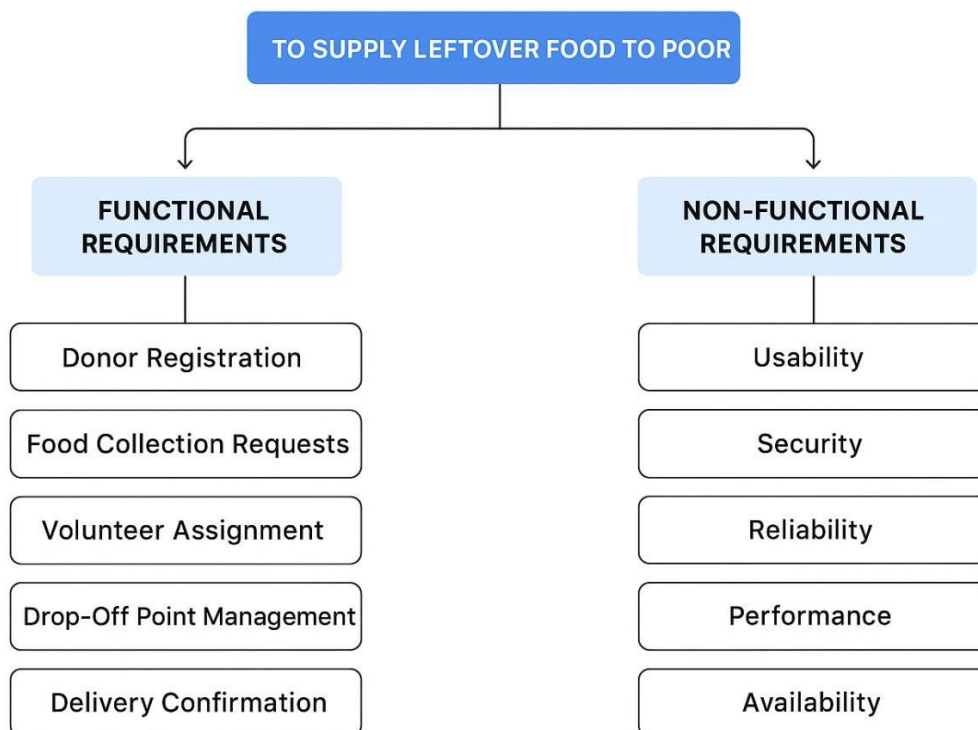 TO SUPPLY LEFTOVER FOOD TO POOR
FUNCTIONAL
REQUIREMENTS
Donor Registration
Food Collection Requests
Volunteer Assignment
Drop-Off Point Management
Delivery Confirmation
NON-FUNCTIONAL
REQUIREMENTS
Usability
Security
Reliability
Performance
Availability